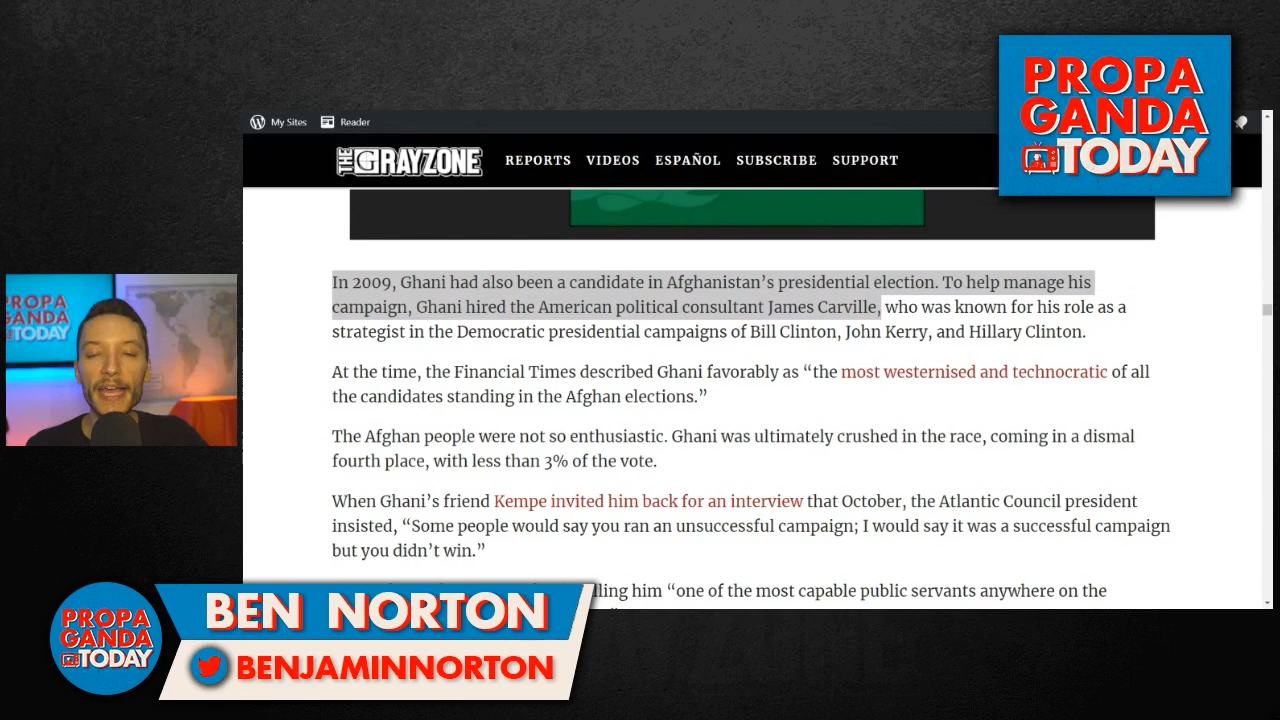 PROPA
GANDA
TODAY
My Sites
Reader
THE GRAYZONE
REPORTS VIDEOS ESPAÑOL SUBSCRIBE SUPPORT
In 2009, Ghani had also been a candidate in Afghanistan’s presidential election. To help manage his
campaign, Ghani hired the American political consultant James Carville, who was known for his role as a
strategist in the Democratic presidential campaigns of Bill Clinton, John Kerry, and Hillary Clinton.
At the time, the Financial Times described Ghani favorably as “the most westernised and technocratic of all
the candidates standing in the Afghan elections.”
The Afghan people were not so enthusiastic. Ghani was ultimately crushed in the race, coming in a dismal
fourth place, with less than 3% of the vote.
When Ghani’s friend Kempe invited him back for an interview that October, the Atlantic Council president
insisted, “Some people would say you ran an unsuccessful campaign; I would say it was a successful campaign
but you didn’t win.”
lling him “one of the most capable public servants anywhere on the
PROPA
GANDA
TODAY
PROPA
GANDA
TODAY
BEN NORTON
BENJAMINNORTON